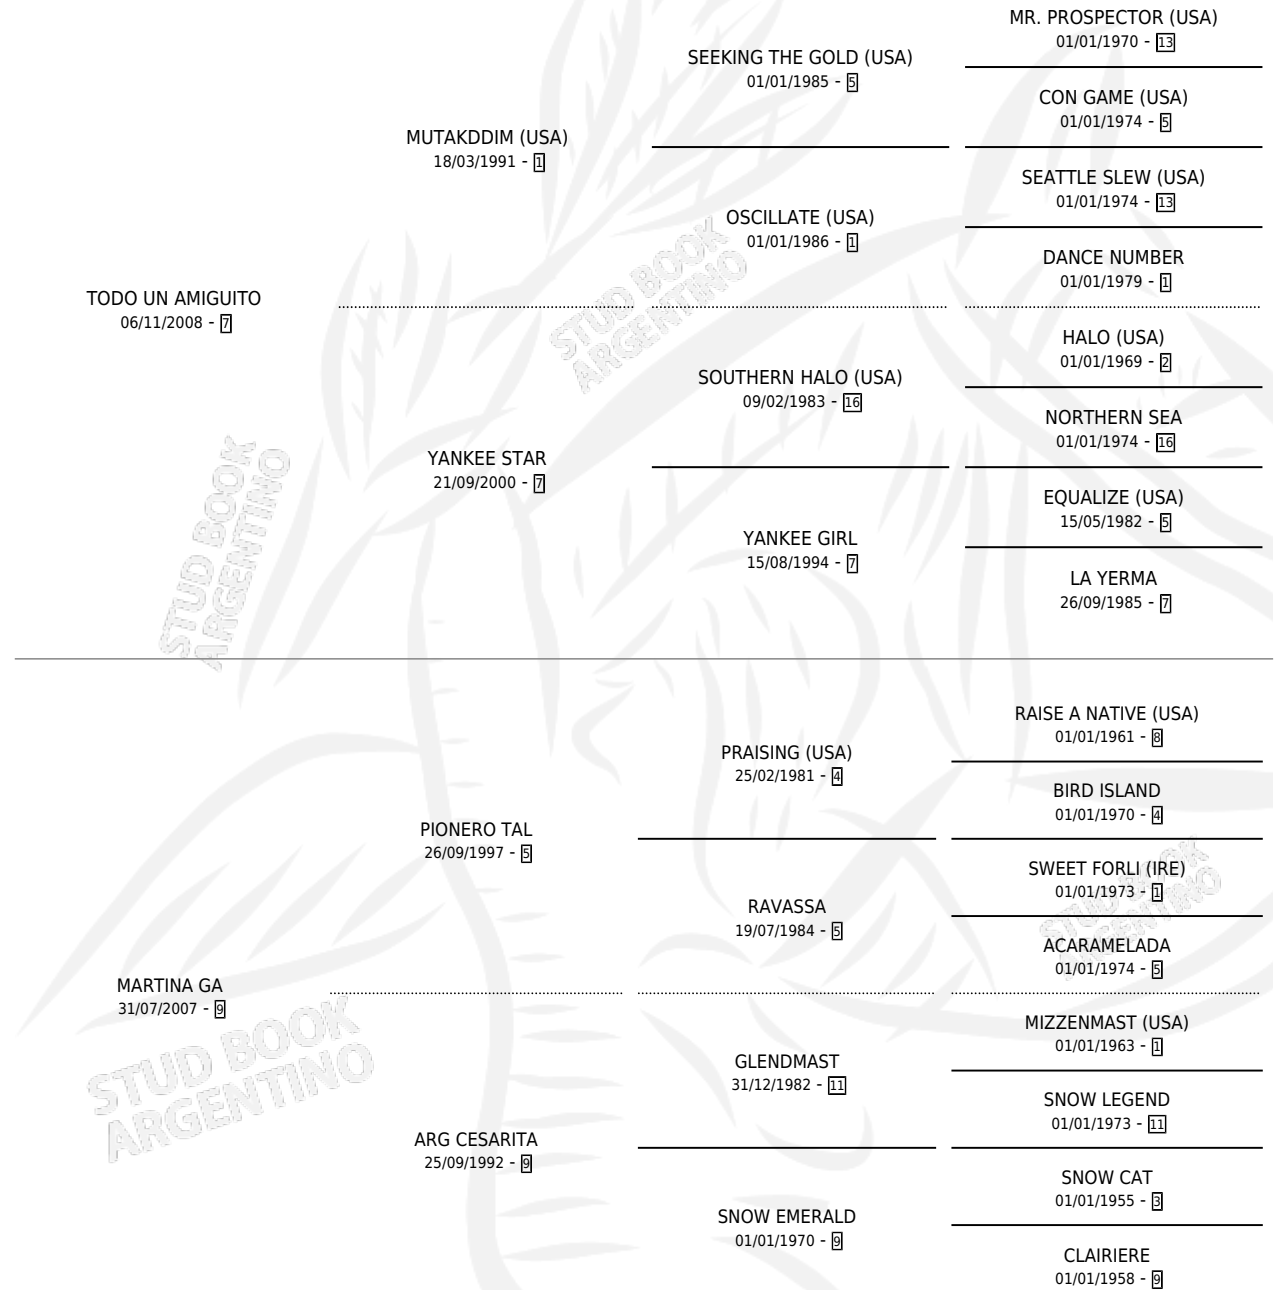 MR. PROSPECTOR (USA)
01/01/1970 - 13
SEEKING THE GOLD (USA)
01/01/1985 - 5
CON GAME (USA)
01/01/1974 - 5
MUTAKDDIM (USA)
18/03/1991 - 1
SEATTLE SLEW (USA)
01/01/1974 - 13
OSCILLATE (USA)
01/01/1986 - 1
DANCE NUMBER
01/01/1979 - 1
TODO UN AMIGUITO
06/11/2008 - 7
HALO (USA)
01/01/1969 - 2
SOUTHERN HALO (USA)
09/02/1983 - 16
NORTHERN SEA
01/01/1974 - 16
YANKEE STAR
21/09/2000 - 7
EQUALIZE (USA)
15/05/1982 - 5
YANKEE GIRL
15/08/1994 - 7
LA YERMA
26/09/1985 - 7
STUD BOOK
ARGENTINO
STUD BOOK
ARGENTINO
RAISE A NATIVE (USA)
01/01/1961 - 8
PRAISING (USA)
25/02/1981 - 4
BIRD ISLAND
01/01/1970 - 4
PIONERO TAL
26/09/1997 - 5
SWEET FORLI (IRE)
01/01/1973 - 1
RAVASSA
19/07/1984 - 5
ACARAMELADA
01/01/1974 - 5
STUD BOOK
ARGENTINO
MARTINA GA
31/07/2007 - 9
MIZZENMAST (USA)
01/01/1963 - 1
GLENDMAST
31/12/1982 - 11
SNOW LEGEND
01/01/1973 - 11
STUD BOOK
ARGENTINO
ARG CESARITA
25/09/1992 - 9
SNOW CAT
01/01/1955 - 3
SNOW EMERALD
01/01/1970 - 9
CLAIRIERE
01/01/1958 - 9